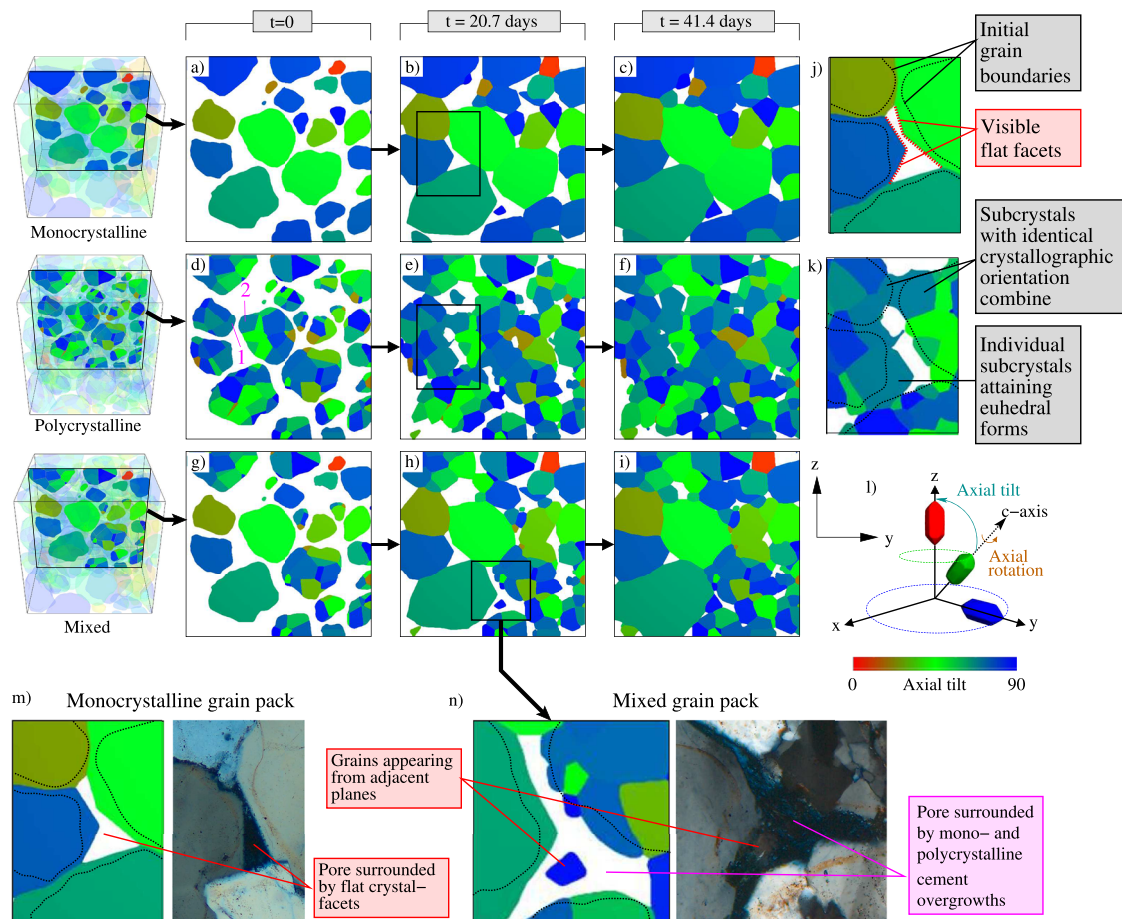 t=0
t = 20.7 days
t = 41.4 days
a)
b)
c)
j)
Initial
grain
boundaries
Visible
flat facets
Monocrystalline
d)
2
1
e)
f)
k)
Subcrystals
with identical
crystallographic
orientation
combine
Individual
subcrystals
attaining
euhedral
forms
Polycrystalline
g)
h)
i)
l)
z
y
z
Axial tilt
c-axis
Axial
rotation
x
y
Mixed
0
Axial tilt
90
m)
Monocrystalline grain pack
n)
Mixed grain pack
Grains appearing
from adjacent
planes
Pore surrounded
by flat crystal-
facets
Pore surrounded
by mono- and
polycrystalline
cement
overgrowths